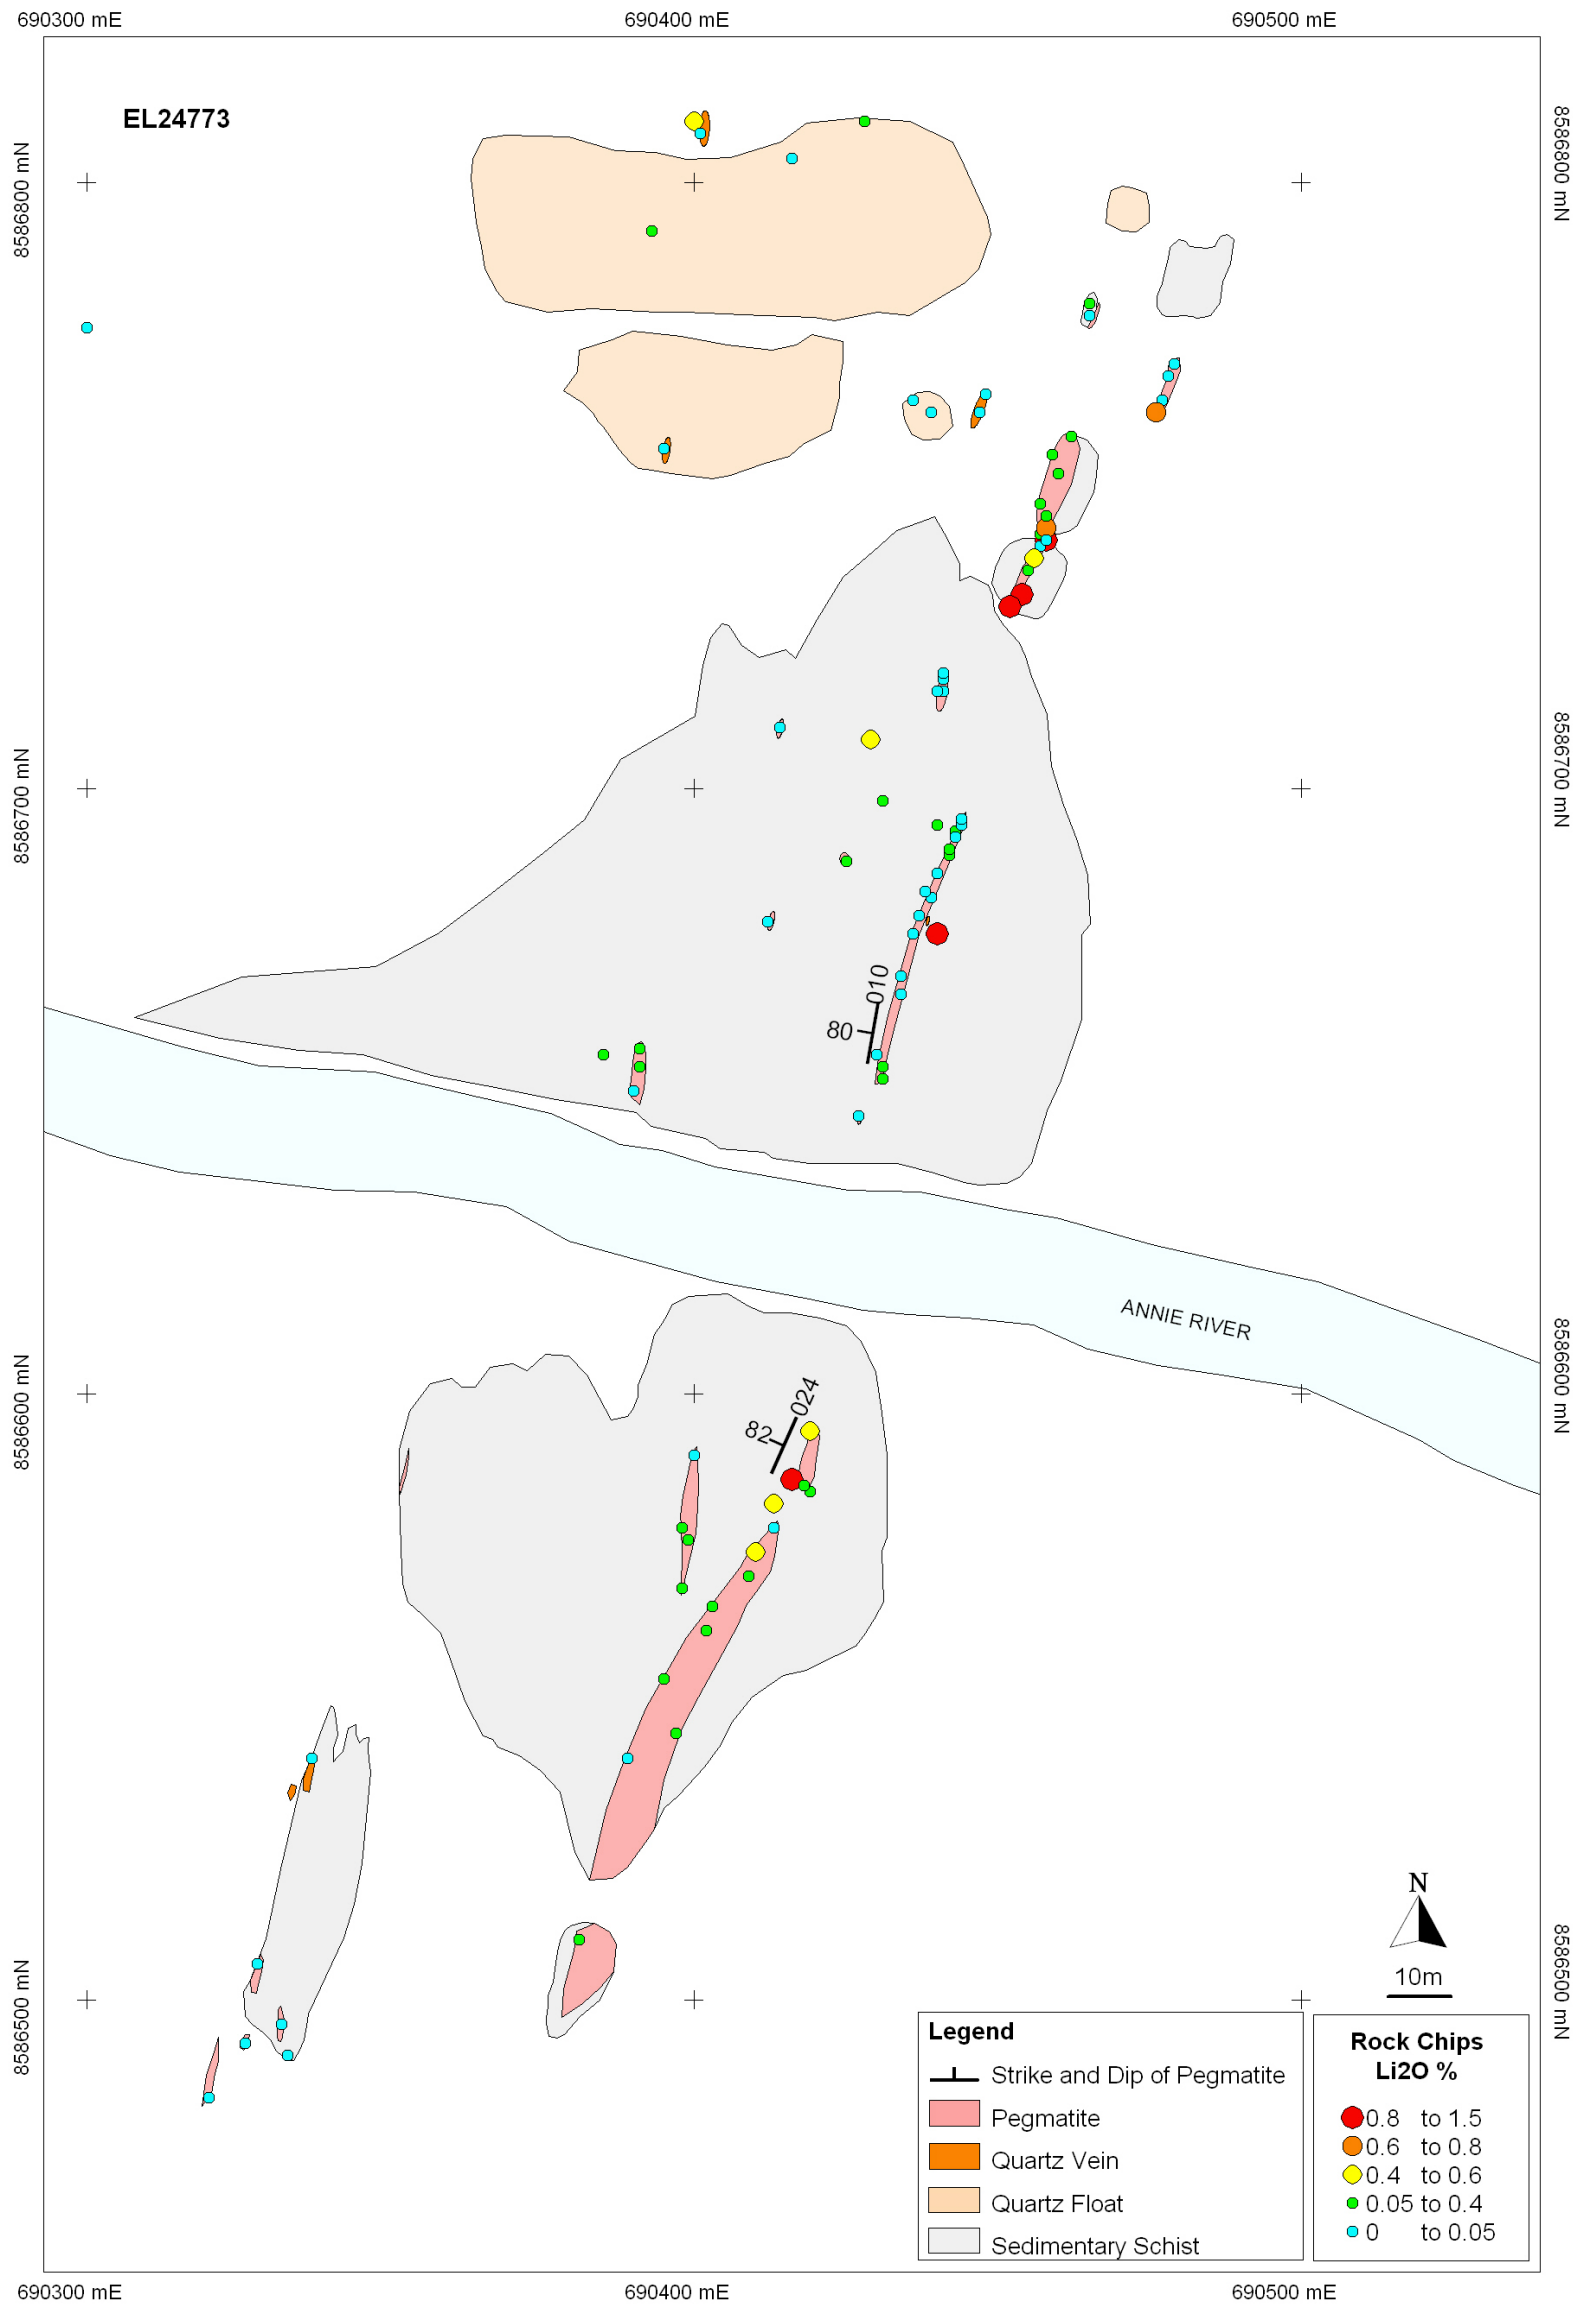 690300 mE
690400 mE
690500 mE
EL24773
8586800 mN
8586800 mN
8586700 mN
8586700 mN
010
80
ANNIE RIVER
8586600 mN
8586600 mN
024
82
N
10m
8586500 mN
8586500 mN
Legend
Strike and Dip of Pegmatite
Pegmatite
Quartz Vein
Quartz Float
Sedimentary Schist
Rock Chips
Li2O %
0.8 to 1.5
0.6 to 0.8
0.4 to 0.6
0.05 to 0.4
0 to 0.05
690300 mE
690400 mE
690500 mE